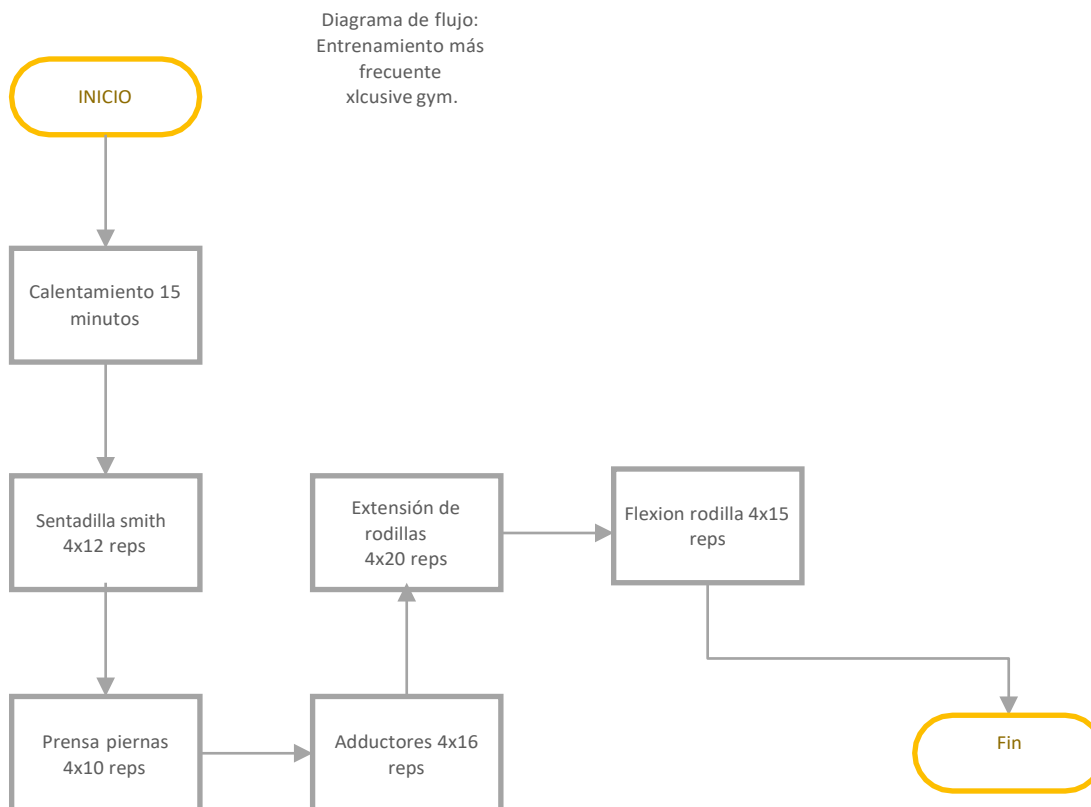 Diagrama de flujo:
Entrenamiento más
frecuente
xlcusive gym.
INICIO
Calentamiento 15
minutos
Sentadilla smith
4x12 reps
Prensa piernas
4x10 reps
Adductores 4x16
reps
Extensión de
rodillas
4x20 reps
Flexion rodilla 4x15
reps
Fin